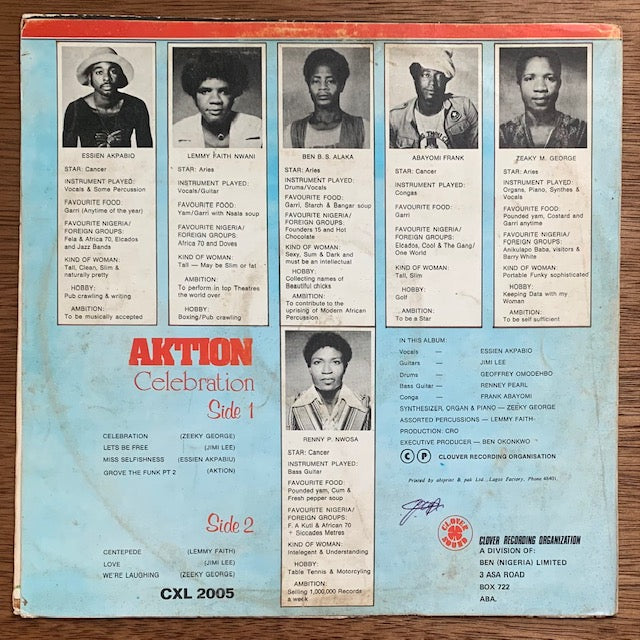 ESSIEN AKPABIO
STAR: Cancer
INSTRUMENT PLAYED:
Vocals & Some Percussion
FAVOURITE FOOD:
Garri (Anytime of the year)
FAVOURITE NIGERIA/
FOREIGN GROUPS:
Fela & Africa 70, Elcados
and Jazz Bands
KIND OF WOMAN:
Tall, Clean, Slim &
naturally pretty
HOBBY:
Pub crawling & writing
AMBITION:
To be musically accepted
LEMMY FAITH NWANI
STAR: Aries
INSTRUMENT PLAYED:
Vocals/Guitar
FAVOURITE FOOD:
Yam/Garri with Nsala soup
FAVOURITE NIGERIA/
FOREIGN GROUPS:
Africa 70 and Doves
KIND OF WOMAN:
Tall — May be Slim or fat
AMBITION:
To perform in top Theatres
the world over
HOBBY:
Boxing/Pub crawling
BEN B. S. ALAKA
STAR: Aries
INSTRUMENT PLAYED:
Drums/Vocals
FAVOURITE FOOD:
Garri, Starch & Bangar soup
FAVOURITE NIGERIA/
FOREIGN GROUPS:
Founders 15 and Hot
Chocolate
KIND OF WOMAN:
Sexy, Sum & Dark and
must be an intellectual
HOBBY:
Collecting names of
Beautiful chicks
AMBITION:
To contribute to the
uprising of Modern African
Percussion.
ABAYOMI FRANK
STAR: Cancer
INSTRUMENT PLAYED:
Congas
FAVOURITE FOOD:
Garri
FAVOURITE NIGERIA/
FOREIGN GROUPS:
Elcados, Cool & The Gang/
One World
KIND OF WOMAN:
Tall, Slim
HOBBY:
Golf
AMBITION:
To be a Star
ZEAKY M. GEORGE
STAR: Aries
INSTRUMENT PLAYED:
Organs, Piano, Synthes &
Vocals
FAVOURITE FOOD:
Pounded yam, Costard and
Garri anytime
FAVOURITE NIGERIA/
FOREIGN GROUPS:
Anikulapo Baba, visitors &
Barry White
KIND OF WOMAN:
Portable Funky sophisticated
HOBBY:
Keeping Data with my
Woman
AMBITION:
To be self sufficient
AKTION
Celebration
Side 1
CELEBRATION (ZEEKY GEORGE)
LETS BE FREE (JIMI LEE)
MISS SELFISHNESS (ESSIEN AKPABIU)
GROVE THE FUNK PT 2 (AKTION)
Side 2
CENTEPEDE (LEMMY FAITH)
LOVE (JIMI LEE)
WE'RE LAUGHING (ZEEKY GEORGE)
CXL 2005
RENNY P. NWOSA
STAR: Cancer
INSTRUMENT PLAYED:
Bass Guitar
FAVOURITE FOOD:
Pounded yam, Cum &
Fresh pepper soup
FAVOURITE NIGERIA/
FOREIGN GROUPS:
F. A Kuti & African 70
+ Siccades Metres
KIND OF WOMAN:
Intelegent & Understanding
HOBBY:
Table Tennis & Motorcyling
AMBITION:
Selling 1,000,000 Records
a week
IN THIS ALBUM:
Vocals — ESSIEN AKPABIO
Guitars — JIMI LEE
Drums — GEOFFREY OMODEHBO
Bass Guitar — RENNEY PEARL
Conga — FRANK ABAYOMI
SYNTHESIZER, ORGAN & PIANO — ZEEKY GEORGE
ASSORTED PERCUSSIONS — LEMMY FAITH
PRODUCTION: CRO
EXECUTIVE PRODUCER — BEN OKONKWO
C P CLOUVER RECORDING ORGANISATION
Printed by abiprint & pak Ltd., Lagos Factory, Phone 45401.
CLOVER
SOUND
CLOVER RECORDING ORGANIZATION
A DIVISION OF:
BEN (NIGERIA) LIMITED
3 ASA ROAD
BOX 722
ABA.